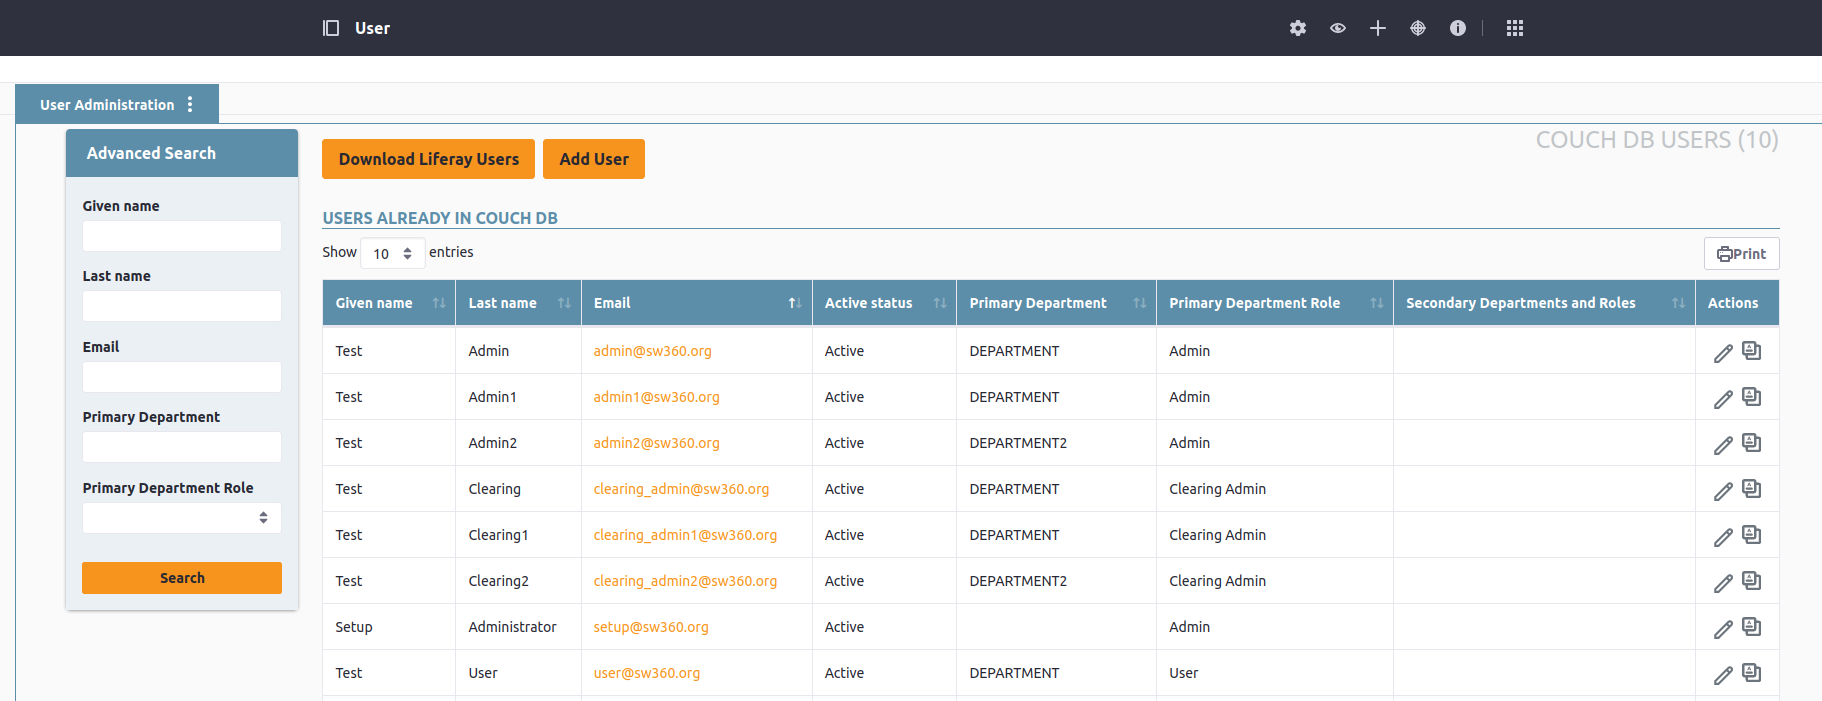 User
User Administration
Advanced Search
Given name
Last name
Email
Primary Department
Primary Department Role
Search
Download Liferay Users Add User
COUCH DB USERS (10)
USERS ALREADY IN COUCH DB
Show 10 entries
Print
Given name Last name Email Active status Primary Department Primary Department Role Secondary Departments and Roles Actions
Test Admin admin@sw360.org Active DEPARTMENT Admin
Test Admin1 admin1@sw360.org Active DEPARTMENT Admin
Test Admin2 admin2@sw360.org Active DEPARTMENT2 Admin
Test Clearing clearing_admin@sw360.org Active DEPARTMENT Clearing Admin
Test Clearing1 clearing_admin1@sw360.org Active DEPARTMENT Clearing Admin
Test Clearing2 clearing_admin2@sw360.org Active DEPARTMENT2 Clearing Admin
Setup Administrator setup@sw360.org Active Admin
Test User user@sw360.org Active DEPARTMENT User